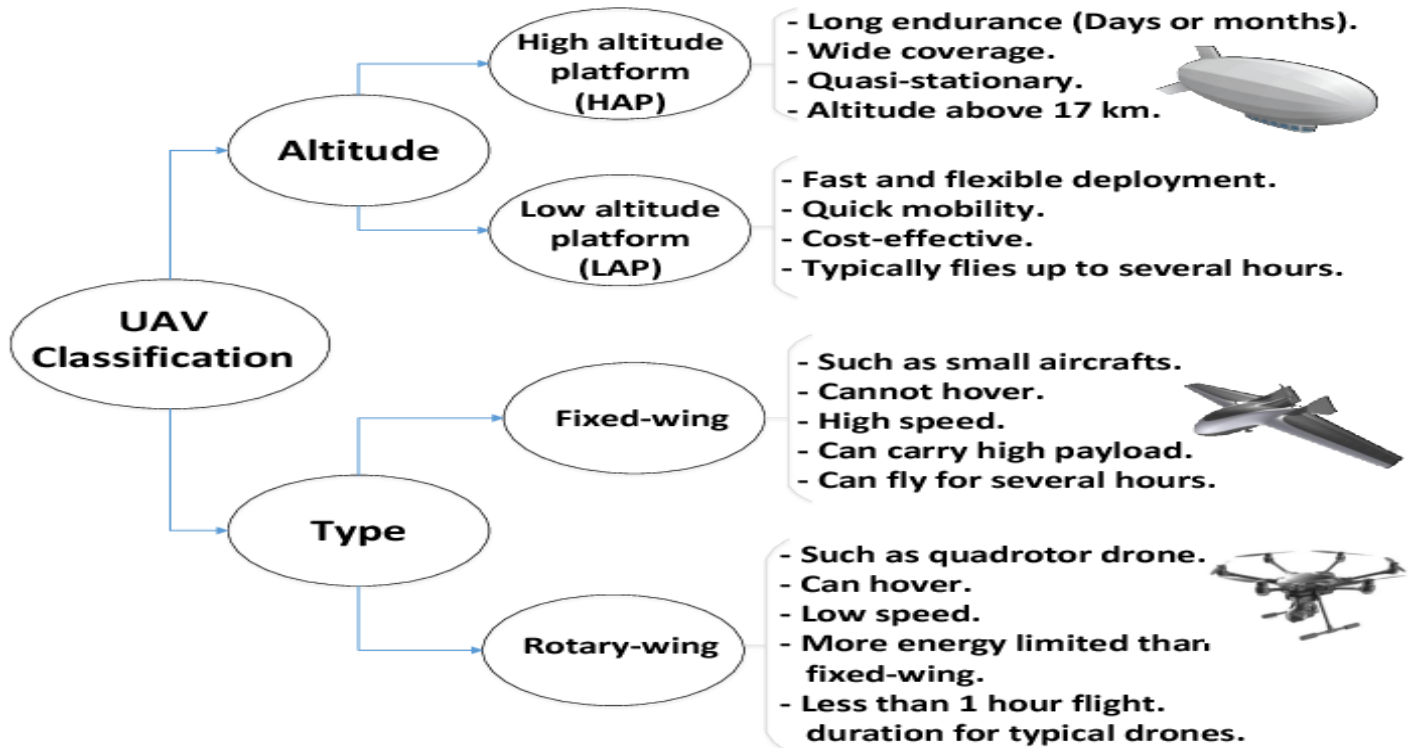 UAV
Classification
Altitude
High altitude
platform
(HAP)
- Long endurance (Days or months).
- Wide coverage.
- Quasi-stationary.
- Altitude above 17 km.
Low altitude
platform
(LAP)
- Fast and flexible deployment.
- Quick mobility.
- Cost-effective.
- Typically flies up to several hours.
Type
Fixed-wing
- Such as small aircrafts.
- Cannot hover.
- High speed.
- Can carry high payload.
- Can fly for several hours.
Rotary-wing
- Such as quadrotor drone.
- Can hover.
- Low speed.
- More energy limited than
fixed-wing.
- Less than 1 hour flight.
duration for typical drones.